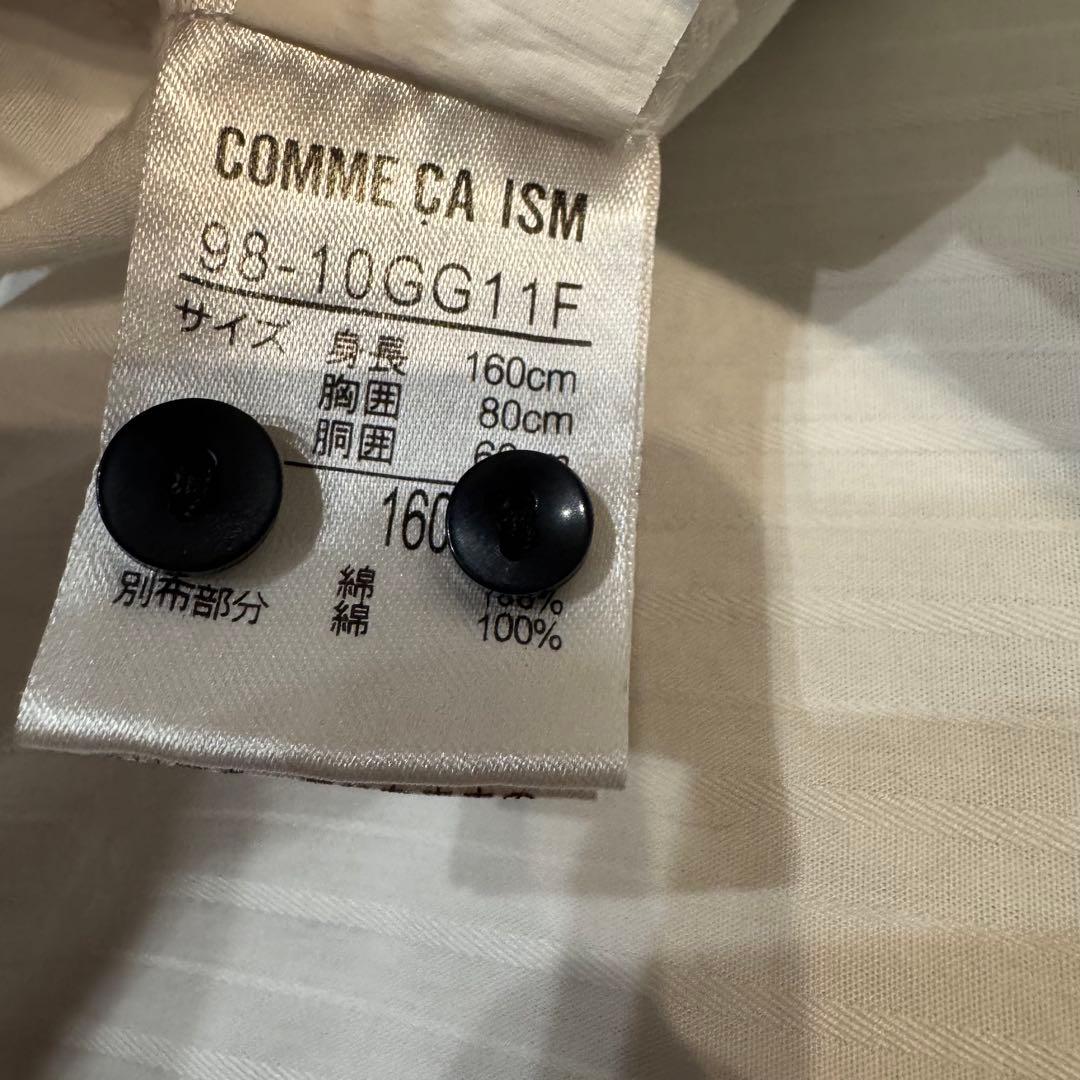 COMME ÇA ISM
98-10GG11F
サイズ 身長 160cm
胸囲 80cm
胴囲
160
綿
別布部分 綿 100%